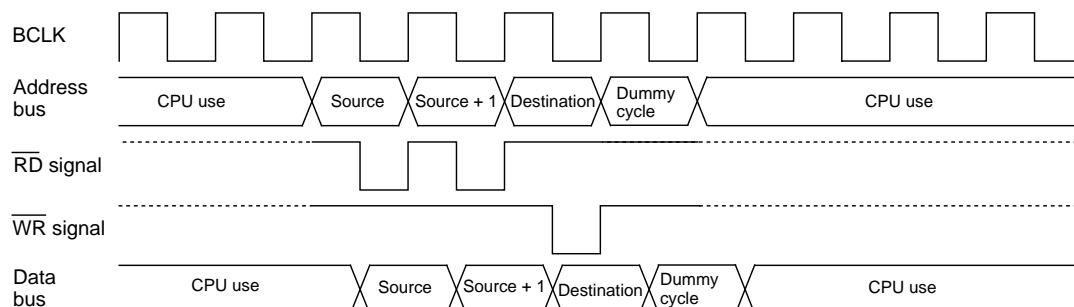 BCLK
Address
bus
CPU use
Source
Source + 1
Destination
Dummy
cycle
CPU use
RD signal
WR signal
Data
bus
CPU use
Source
Source + 1
Destination
Dummy
cycle
CPU use